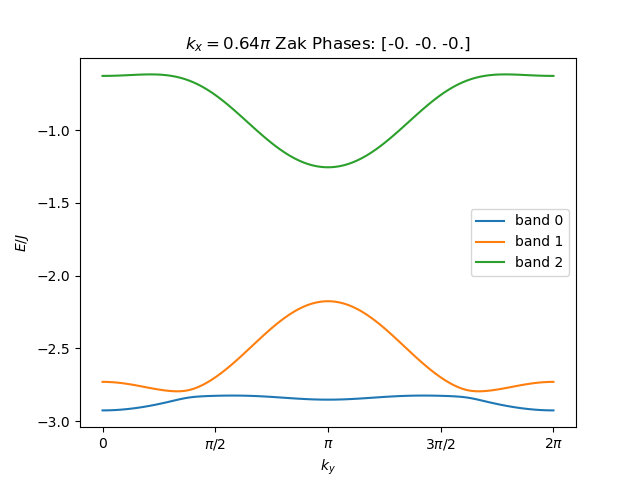 kₓ = 0.64π Zak Phases: [-0. -0. -0.]
−1.0
−1.5
−2.0
−2.5
−3.0
E/J
band 0
band 1
band 2
0
π/2
π
3π/2
2π
k_y